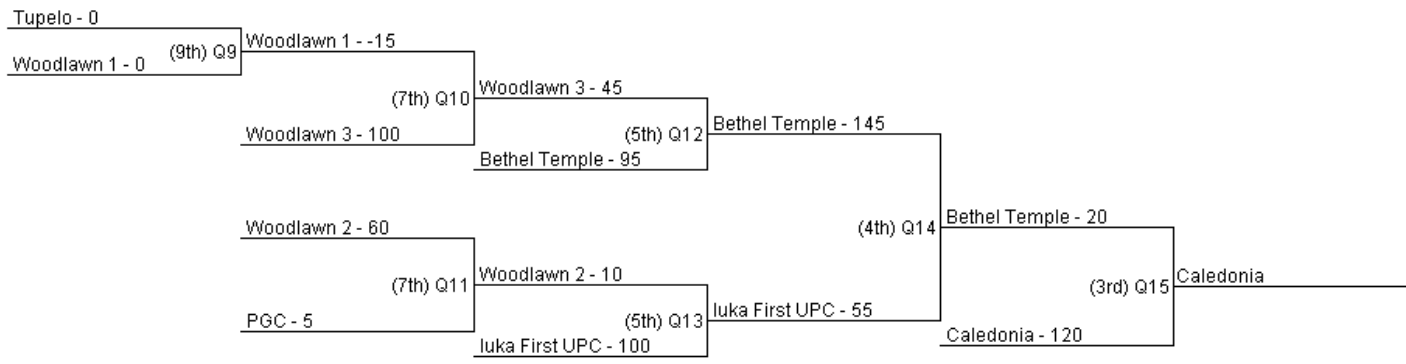 Tupelo - 0
(9th) Q9
Woodlawn 1 - 0
Woodlawn 1 - -15
(7th) Q10
Woodlawn 3 - 100
Woodlawn 3 - 45
(5th) Q12
Bethel Temple - 95
Bethel Temple - 145
Woodlawn 2 - 60
(7th) Q11
PGC - 5
Woodlawn 2 - 10
(5th) Q13
Iuka First UPC - 100
Iuka First UPC - 55
(4th) Q14
Bethel Temple - 20
(3rd) Q15
Caledonia - 120
Caledonia